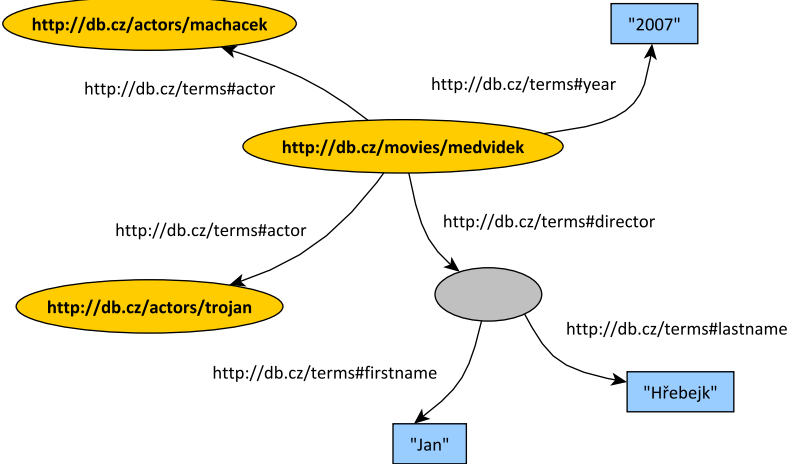 http://db.cz/actors/machacek
"2007"
http://db.cz/terms#actor
http://db.cz/terms#year
http://db.cz/movies/medvidek
http://db.cz/terms#actor
http://db.cz/terms#director
http://db.cz/actors/trojan
http://db.cz/terms#lastname
http://db.cz/terms#firstname
"Hřebejk"
"Jan"